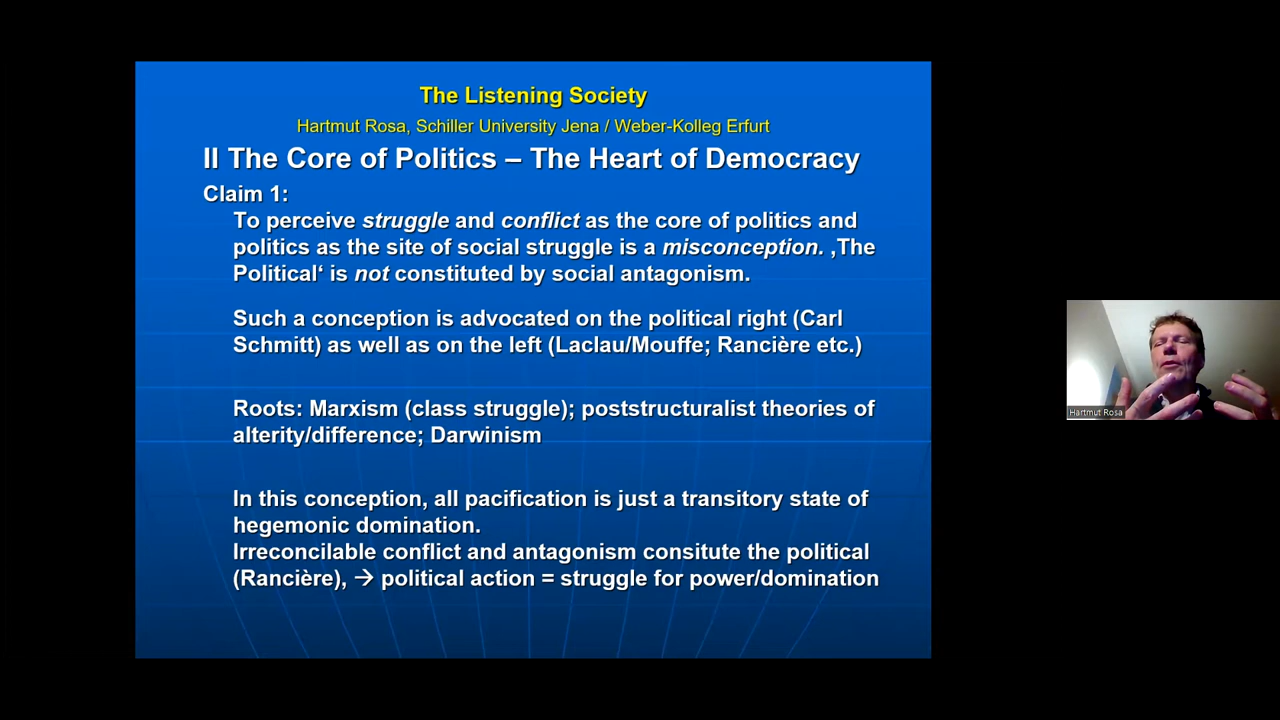 The Listening Society
Hartmut Rosa, Schiller University Jena / Weber-Kolleg Erfurt
II The Core of Politics – The Heart of Democracy
Claim 1:
To perceive struggle and conflict as the core of politics and
politics as the site of social struggle is a misconception. ‚The
Political‘ is not constituted by social antagonism.
Such a conception is advocated on the political right (Carl
Schmitt) as well as on the left (Laclau/Mouffe; Rancière etc.)
Roots: Marxism (class struggle); poststructuralist theories of
alterity/difference; Darwinism
In this conception, all pacification is just a transitory state of
hegemonic domination.
Irreconcilable conflict and antagonism consitute the political
(Rancière), → political action = struggle for power/domination
Hartmut Rosa